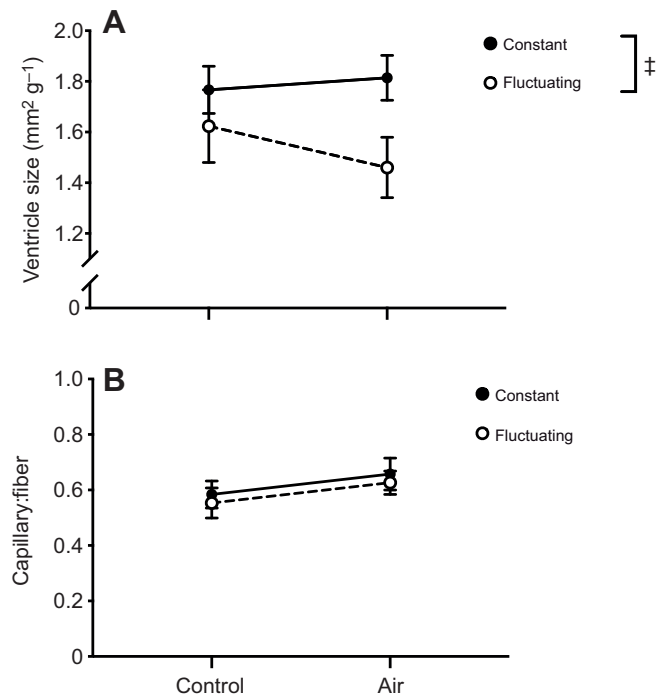 A
2.0
1.8
1.6
1.4
1.2
0
Ventricle size (mm² g⁻¹)
Constant
Fluctuating
‡
B
1.0
0.8
0.6
0.4
0.2
0
Capillary:fiber
Constant
Fluctuating
Control Air